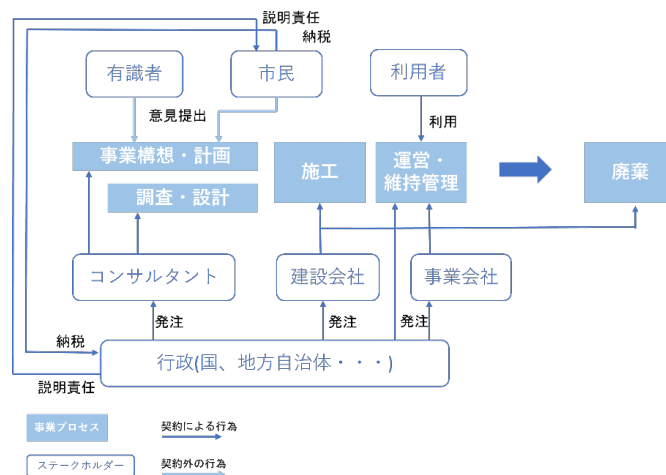 説明責任
納税
有識者
市民
利用者
意見提出
利用
事業構想・計画
調査・設計
施工
運営・
維持管理
廃棄
コンサルタント
建設会社
事業会社
発注
発注
発注
納税
行政(国、地方自治体・・・)
説明責任
事業プロセス
契約による行為
ステークホルダー
契約外の行為